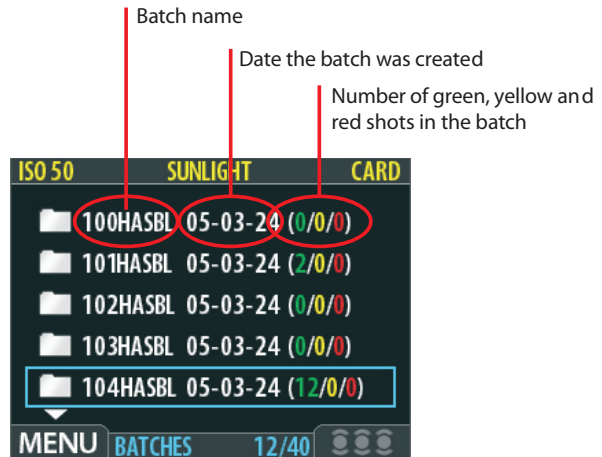 Batch name
Date the batch was created
Number of green, yellow and
red shots in the batch
ISO 50 SUNLIGHT CARD
100HASBL 05-03-24 (0/0/0)
101HASBL 05-03-24 (2/0/0)
102HASBL 05-03-24 (0/0/0)
103HASBL 05-03-24 (0/0/0)
104HASBL 05-03-24 (12/0/0)
MENU BATCHES 12/40